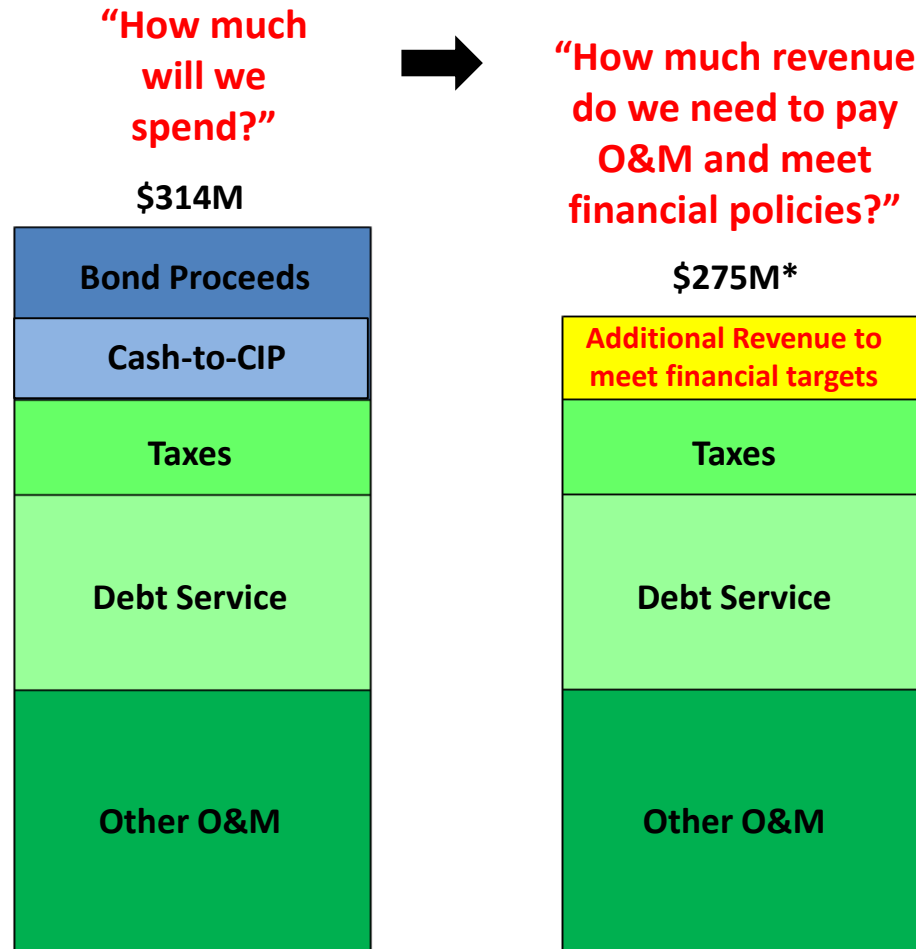 “How much
will we
spend?”
$314M
Bond Proceeds
Cash-to-CIP
Taxes
Debt Service
Other O&M
“How much revenue
do we need to pay
O&M and meet
financial policies?”
$275M*
Additional Revenue to
meet financial targets
Taxes
Debt Service
Other O&M